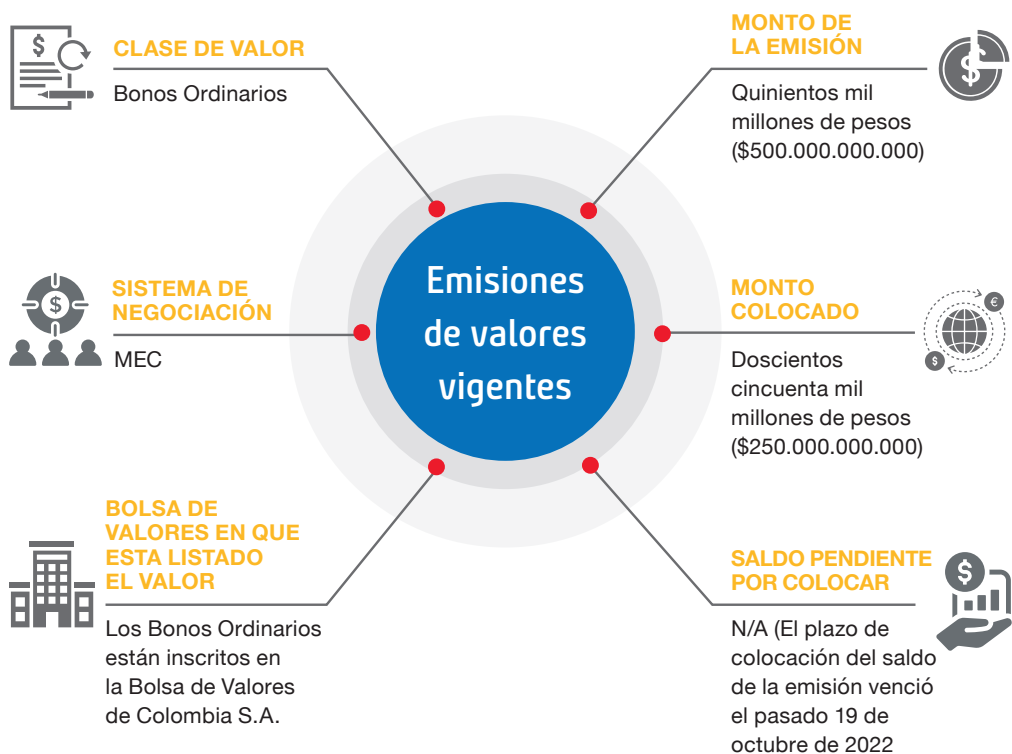 CLASE DE VALOR
Bonos Ordinarios
MONTO DE
LA EMISIÓN
Quinientos mil
millones de pesos
($500.000.000.000)
Emisiones
de valores
vigentes
SISTEMA DE
NEGOCIACIÓN
MEC
MONTO
COLOCADO
Doscientos
cincuenta mil
millones de pesos
($250.000.000.000)
BOLSA DE
VALORES EN QUE
ESTA LISTADO
EL VALOR
Los Bonos Ordinarios
están inscritos en
la Bolsa de Valores
de Colombia S.A.
SALDO PENDIENTE
POR COLOCAR
N/A (El plazo de
colocación del saldo
de la emisión venció
el pasado 19 de
octubre de 2022